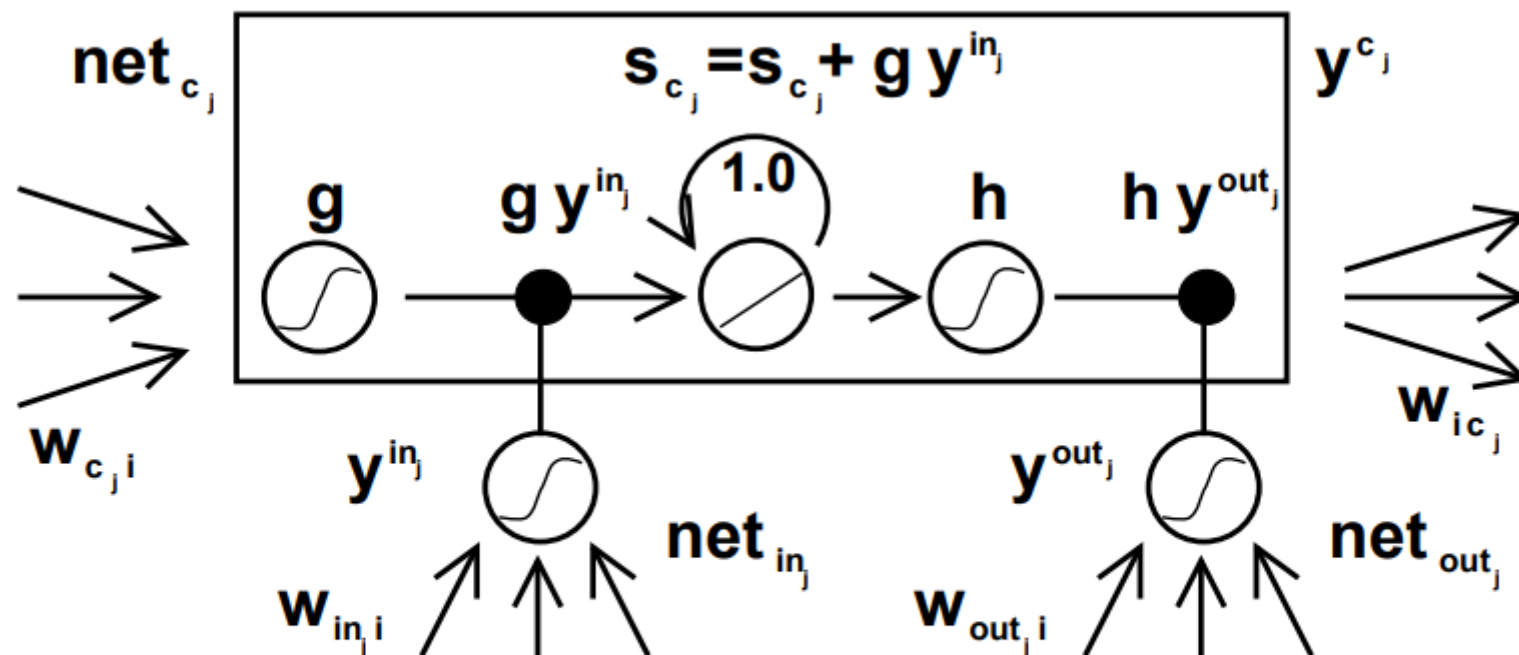 net c j
s c j =s c j + g y in j
y c j
g
g y in j
1.0
h
h y out j
w c j i
y in j
net in j
w in j i
y out j
net out j
w out j i
w i c j